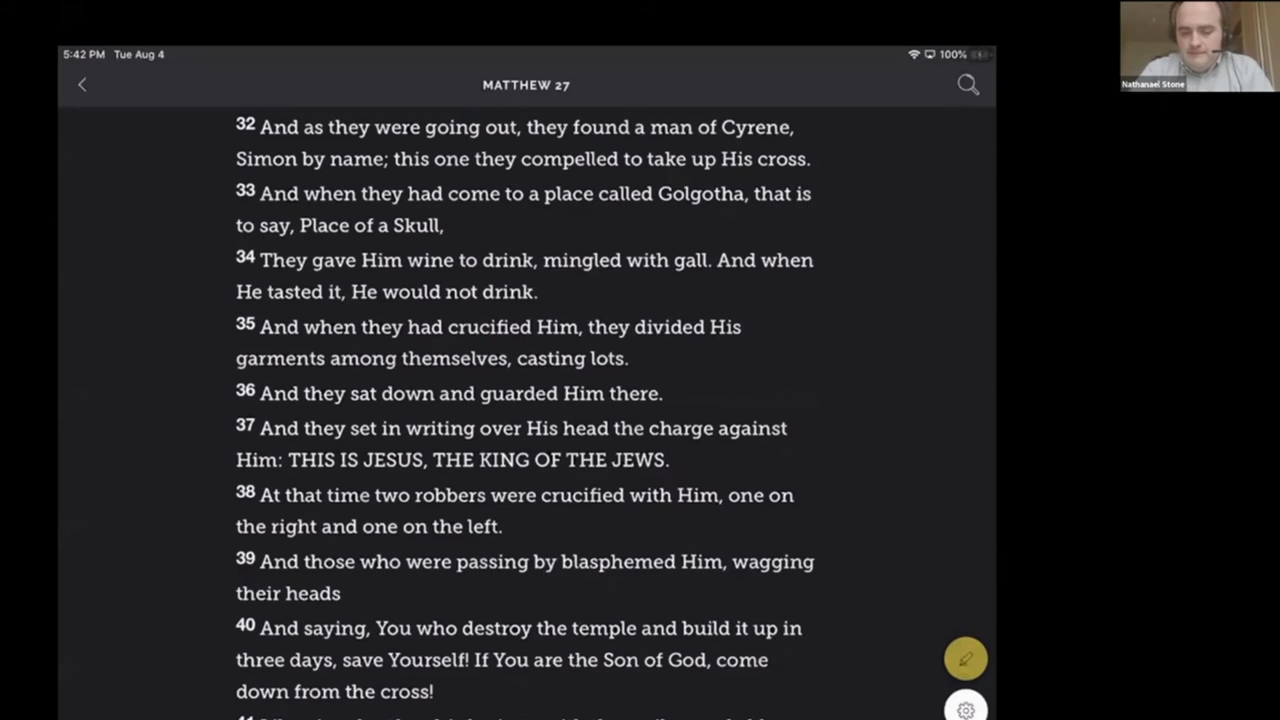 5:42 PM Tue Aug 4
100%
Nathanael Stone
MATTHEW 27
32 And as they were going out, they found a man of Cyrene,
Simon by name; this one they compelled to take up His cross.
33 And when they had come to a place called Golgotha, that is
to say, Place of a Skull,
34 They gave Him wine to drink, mingled with gall. And when
He tasted it, He would not drink.
35 And when they had crucified Him, they divided His
garments among themselves, casting lots.
36 And they sat down and guarded Him there.
37 And they set in writing over His head the charge against
Him: THIS IS JESUS, THE KING OF THE JEWS.
38 At that time two robbers were crucified with Him, one on
the right and one on the left.
39 And those who were passing by blasphemed Him, wagging
their heads
40 And saying, You who destroy the temple and build it up in
three days, save Yourself! If You are the Son of God, come
down from the cross!